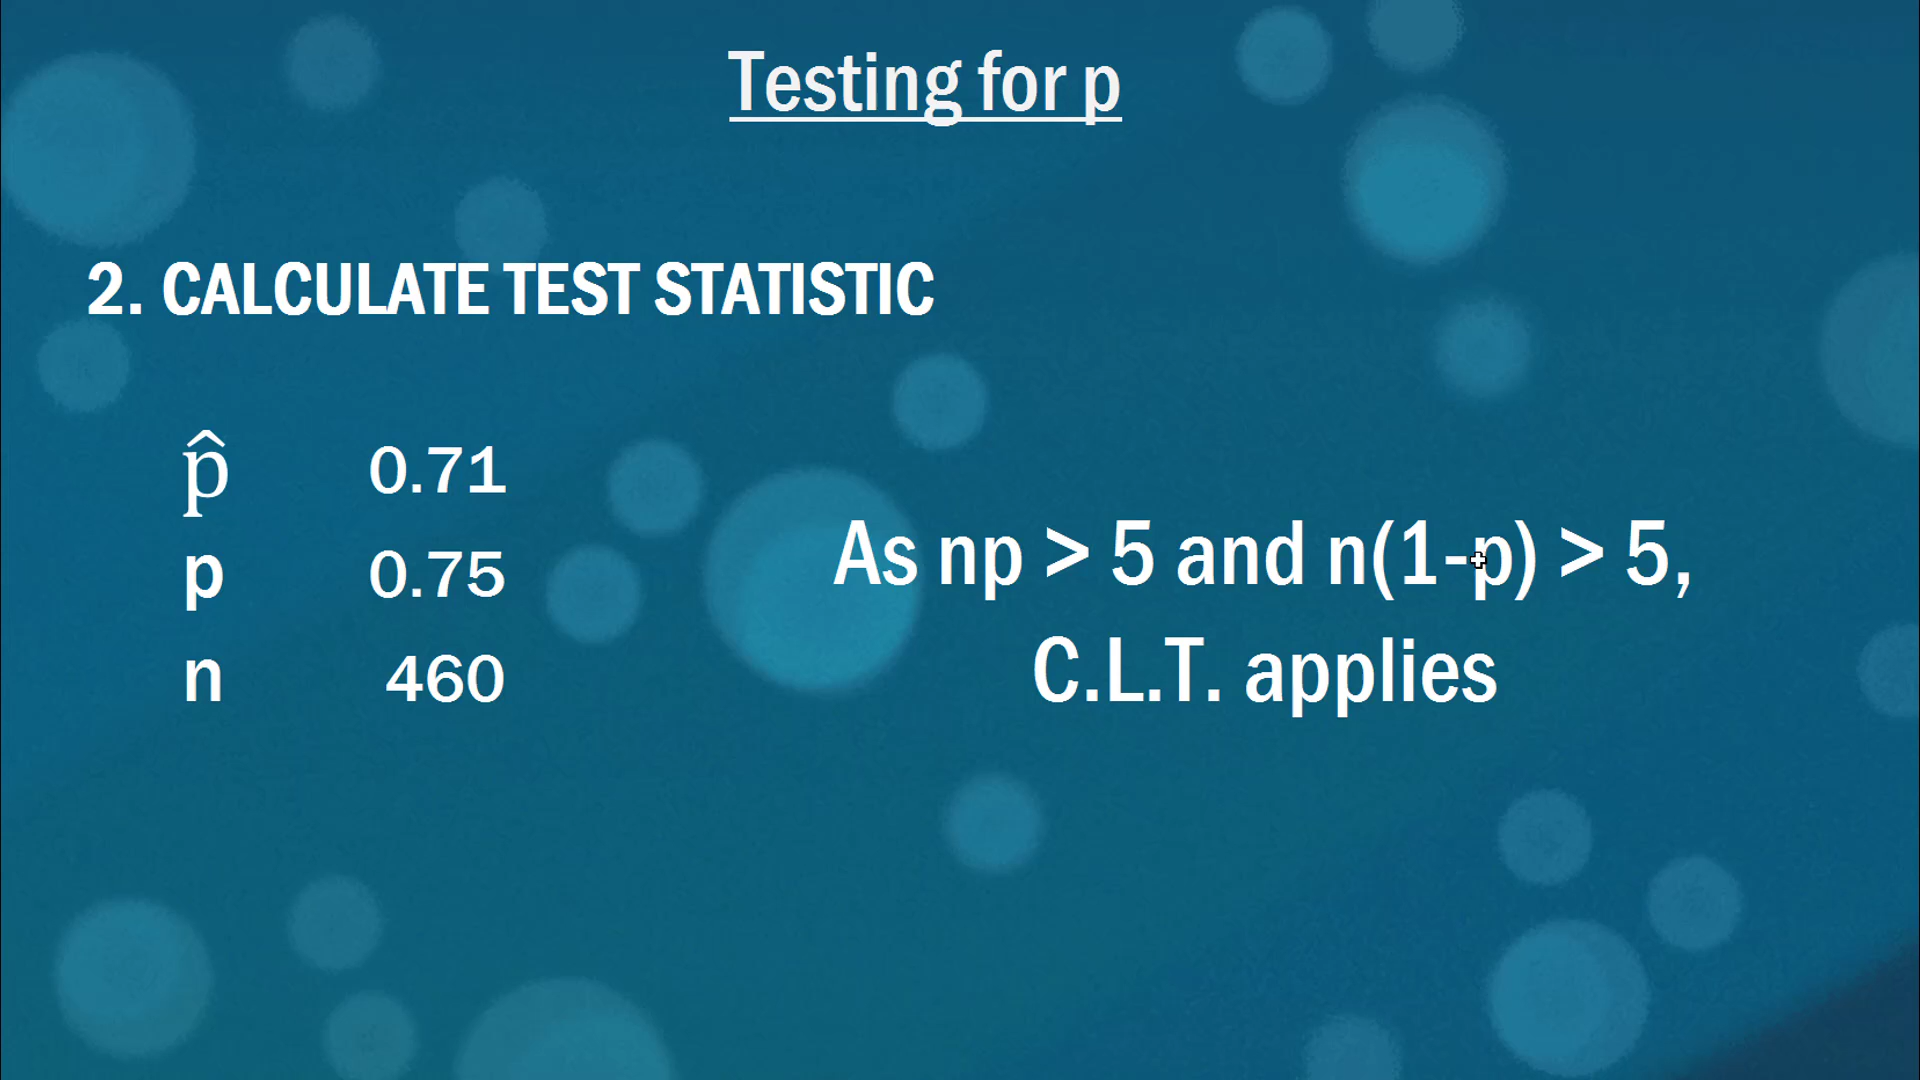 Testing for p
2. CALCULATE TEST STATISTIC
p̂ 0.71
p 0.75
n 460
As np > 5 and n(1-p) > 5,
C.L.T. applies